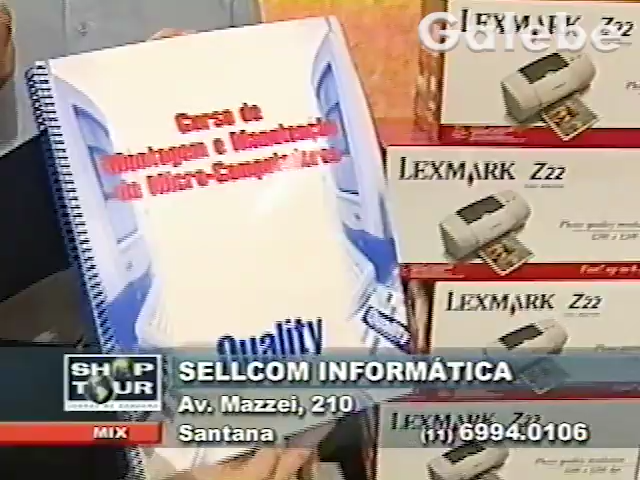 Galebe
LEXMARK Z22
Curso de
Montagem e Manutenção
de Micro-Computadores
Quality
LEXMARK Z22
LEXMARK Z22
LEXMARK Z22
SHOP
TOUR
MIX
SELLCOM INFORMÁTICA
Av. Mazzei, 210
Santana
(11) 6994.0106